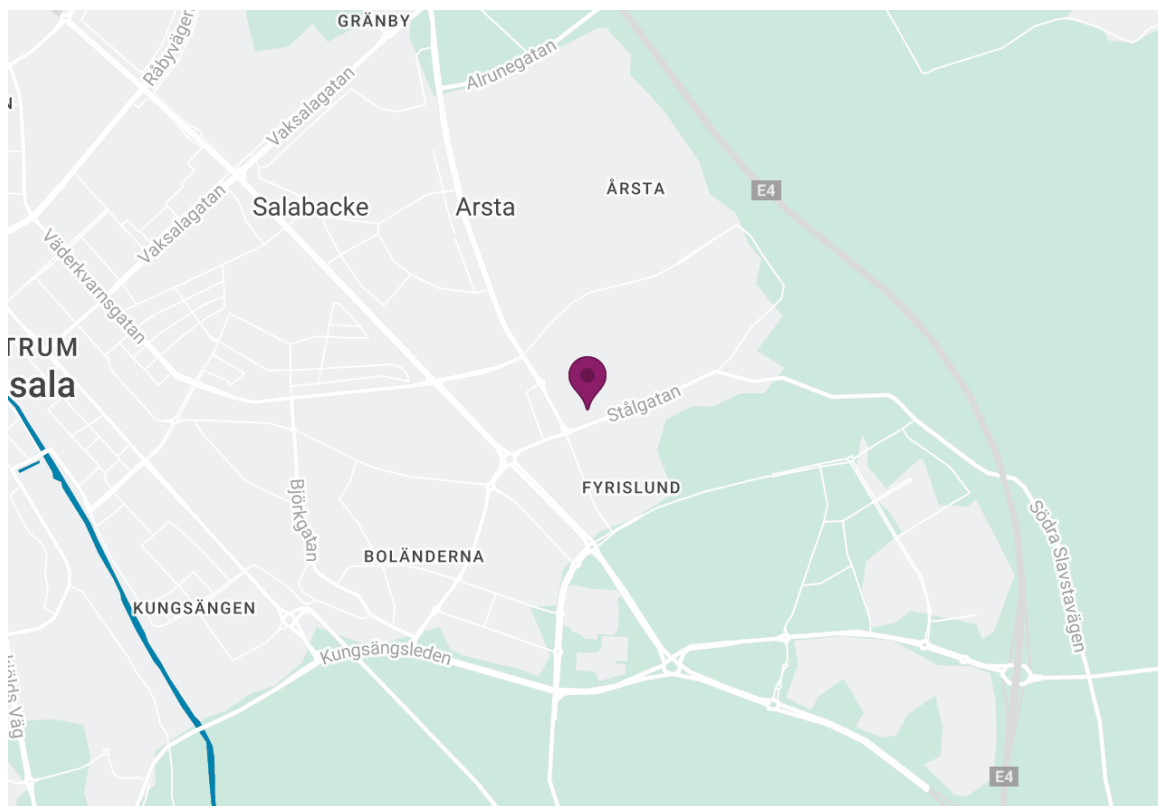 GRÄNBY
Råbyvägen
Alrunegatan
N
Vaksalagatan
ÅRSTA
E4
Salabacke
Arsta
Vaksalagatan
Väderkvarnsgatan
TRUM
sala
Stålgatan
FYRISLUND
Björkgatan
Södra Slavstavägen
BOLÄNDERNA
KUNGSÄNGEN
Kungsängsleden
Väg
E4